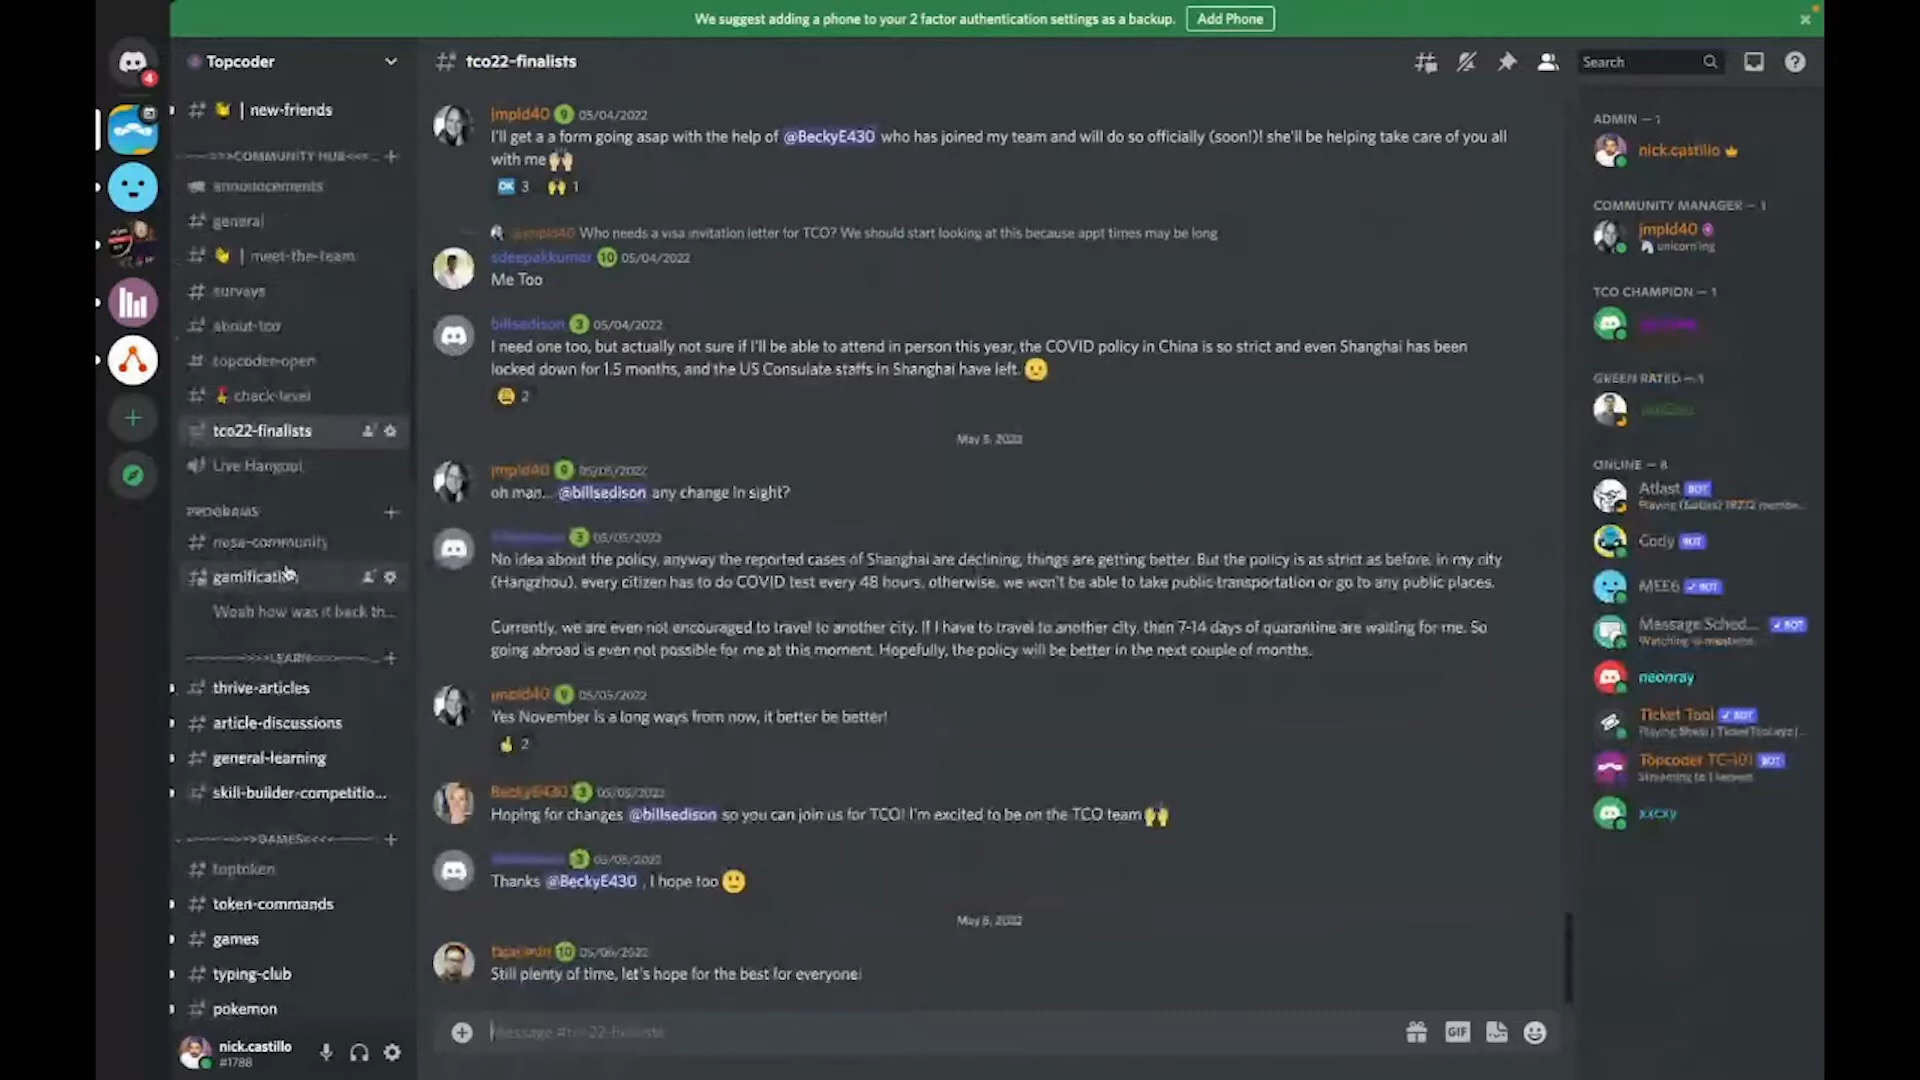 We suggest adding a phone to your 2 factor authentication settings as a backup. Add Phone
4
Topcoder
new-friends
>>>COMMUNITY HUB<<<
announcements
general
meet-the-team
surveys
about-tco
topcoder-open
check-level
tco22-finalists
Live Hangout
PROGRAMS
nasa-community
Woah how was it back th...
>>>LEARN<<<
thrive-articles
article-discussions
general-learning
skill-builder-competitio...
>>>GAMES<<<
toptoken
token-commands
games
typing-club
pokemon
nick.castillo
#1788
tco22-finalists
Search
jmpld40 9 05/04/2022
I'll get a a form going asap with the help of @BeckyE430 who has joined my team and will do so officially (soon!)! she'll be helping take care of you all
with me
OK 3 1
@jmpld40 Who needs a visa invitation letter for TCO? We should start looking at this because appt times may be long
sdeepakkumar 10 05/04/2022
Me Too
billsedison 3 05/04/2022
I need one too, but actually not sure if I'll be able to attend in person this year, the COVID policy in China is so strict and even Shanghai has been
locked down for 1.5 months, and the US Consulate staffs in Shanghai have left.
2
May 5, 2022
jmpld40 9 05/05/2022
oh man... @billsedison any change in sight?
3 05/05/2022
No idea about the policy, anyway the reported cases of Shanghai are declining, things are getting better. But the policy is as strict as before, in my city
(Hangzhou), every citizen has to do COVID test every 48 hours, otherwise, we won't be able to take public transportation or go to any public places.
Currently, we are even not encouraged to travel to another city. If I have to travel to another city, then 7-14 days of quarantine are waiting for me. So
going abroad is even not possible for me at this moment. Hopefully, the policy will be better in the next couple of months.
jmpld40 9 05/05/2022
Yes November is a long ways from now, it better be better!
2
BeckyE430 3 05/05/2022
Hoping for changes @billsedison so you can join us for TCO! I'm excited to be on the TCO team
3 05/05/2022
Thanks @BeckyE430 , I hope too
May 6, 2022
10 05/06/2022
Still plenty of time, let's hope for the best for everyone!
Message #tco22-finalists
GIF
ADMIN — 1
nick.castillo
COMMUNITY MANAGER — 1
jmpld40
unicorning
TCO CHAMPION — 1
GREEN RATED — 1
ONLINE — 8
Atlast BOT
Cody BOT
MEE6 BOT
Message Sched... BOT
neonray
Ticket Tool BOT
Topcoder TC-101 BOT
xxcxy